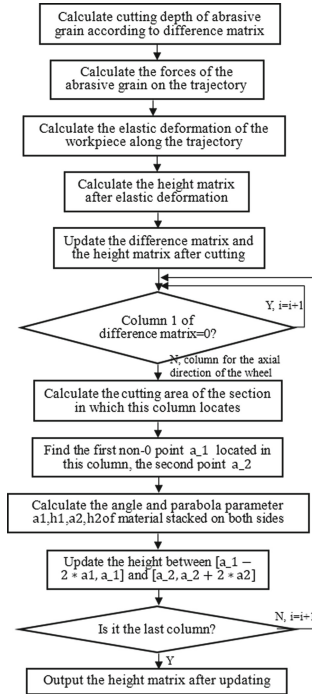 Calculate cutting depth of abrasive
grain according to difference matrix
Calculate the forces of the
abrasive grain on the trajectory
Calculate the elastic deformation of the
workpiece along the trajectory
Calculate the height matrix
after elastic deformation
Update the difference matrix and
the height matrix after cutting
Y, i=i+1
Column 1 of
difference matrix=0?
N, column for the axial
direction of the wheel
Calculate the cutting area of the section
in which this column locates
Find the first non-0 point a_1 located in
this column, the second point a_2
Calculate the angle and parabola parameter
a1,h1,a2,h2of material stacked on both sides
Update the height between [a_1 −
2 * a1, a_1] and [a_2, a_2 + 2 * a2]
N, i=i+1
Is it the last column?
Y
Output the height matrix after updating